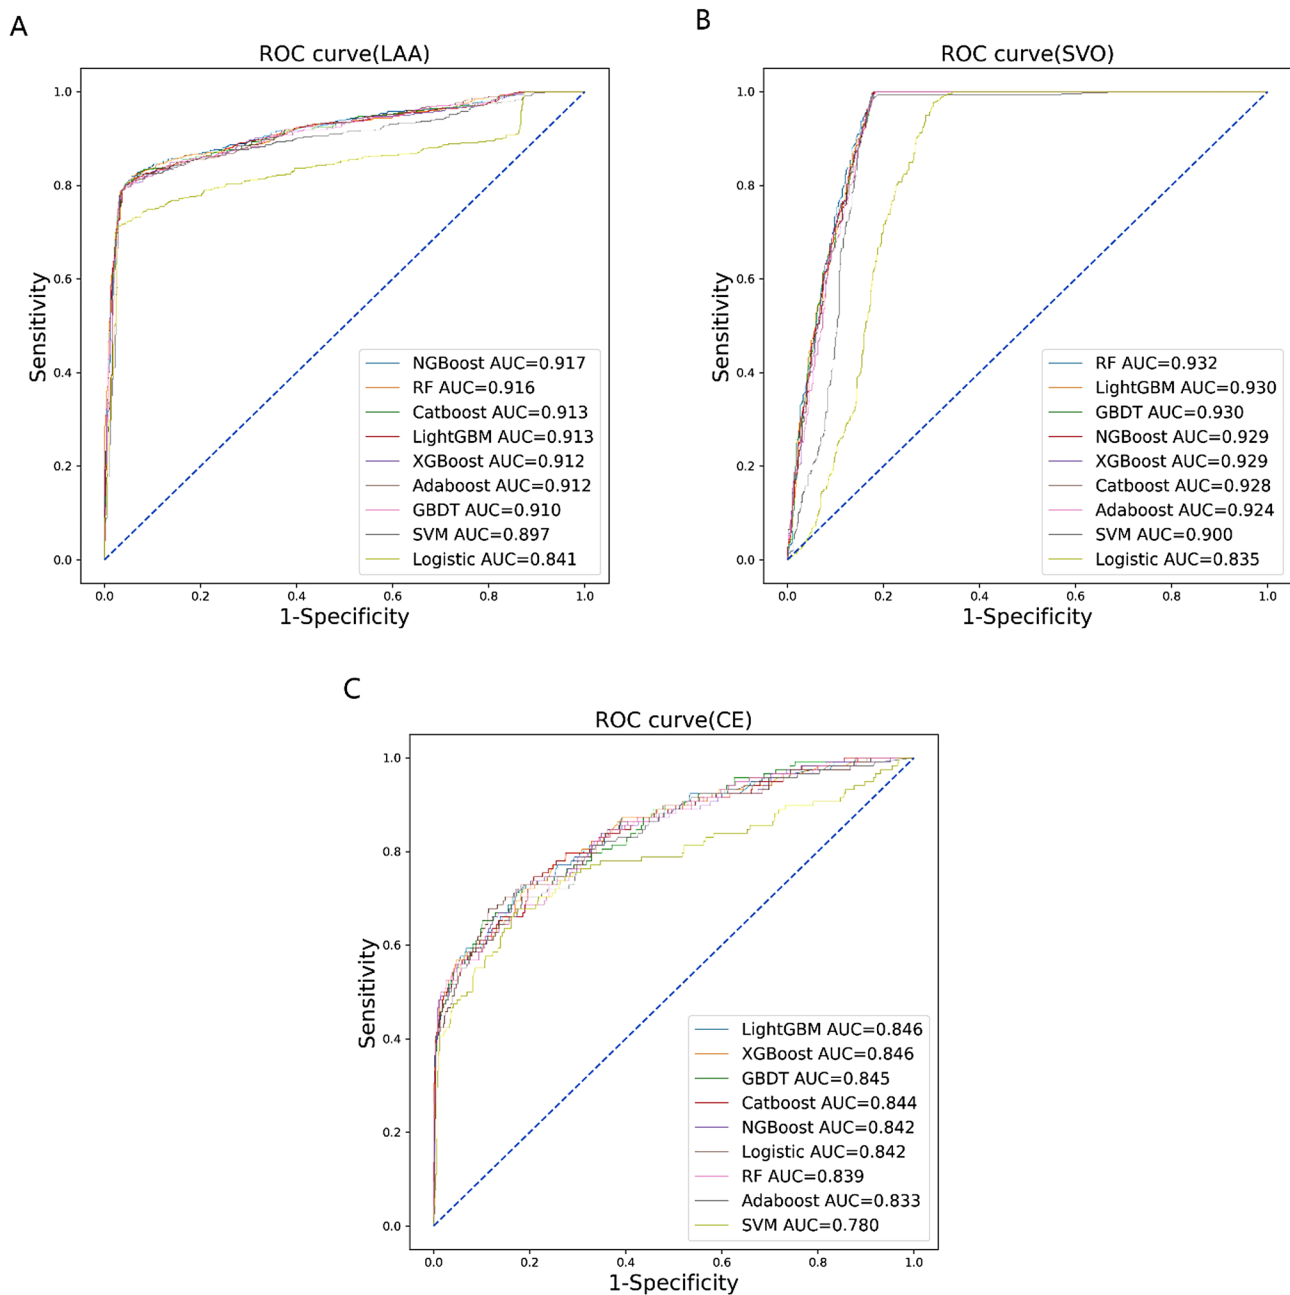 A
ROC curve(LAA)
1.0
0.8
0.6
0.4
0.2
0.0
Sensitivity
NGBoost AUC=0.917
RF AUC=0.916
Catboost AUC=0.913
LightGBM AUC=0.913
XGBoost AUC=0.912
Adaboost AUC=0.912
GBDT AUC=0.910
SVM AUC=0.897
Logistic AUC=0.841
0.0 0.2 0.4 0.6 0.8 1.0
1-Specificity
B
ROC curve(SVO)
1.0
0.8
0.6
0.4
0.2
0.0
Sensitivity
RF AUC=0.932
LightGBM AUC=0.930
GBDT AUC=0.930
NGBoost AUC=0.929
XGBoost AUC=0.929
Catboost AUC=0.928
Adaboost AUC=0.924
SVM AUC=0.900
Logistic AUC=0.835
0.0 0.2 0.4 0.6 0.8 1.0
1-Specificity
C
ROC curve(CE)
1.0
0.8
0.6
0.4
0.2
0.0
Sensitivity
LightGBM AUC=0.846
XGBoost AUC=0.846
GBDT AUC=0.845
Catboost AUC=0.844
NGBoost AUC=0.842
Logistic AUC=0.842
RF AUC=0.839
Adaboost AUC=0.833
SVM AUC=0.780
0.0 0.2 0.4 0.6 0.8 1.0
1-Specificity